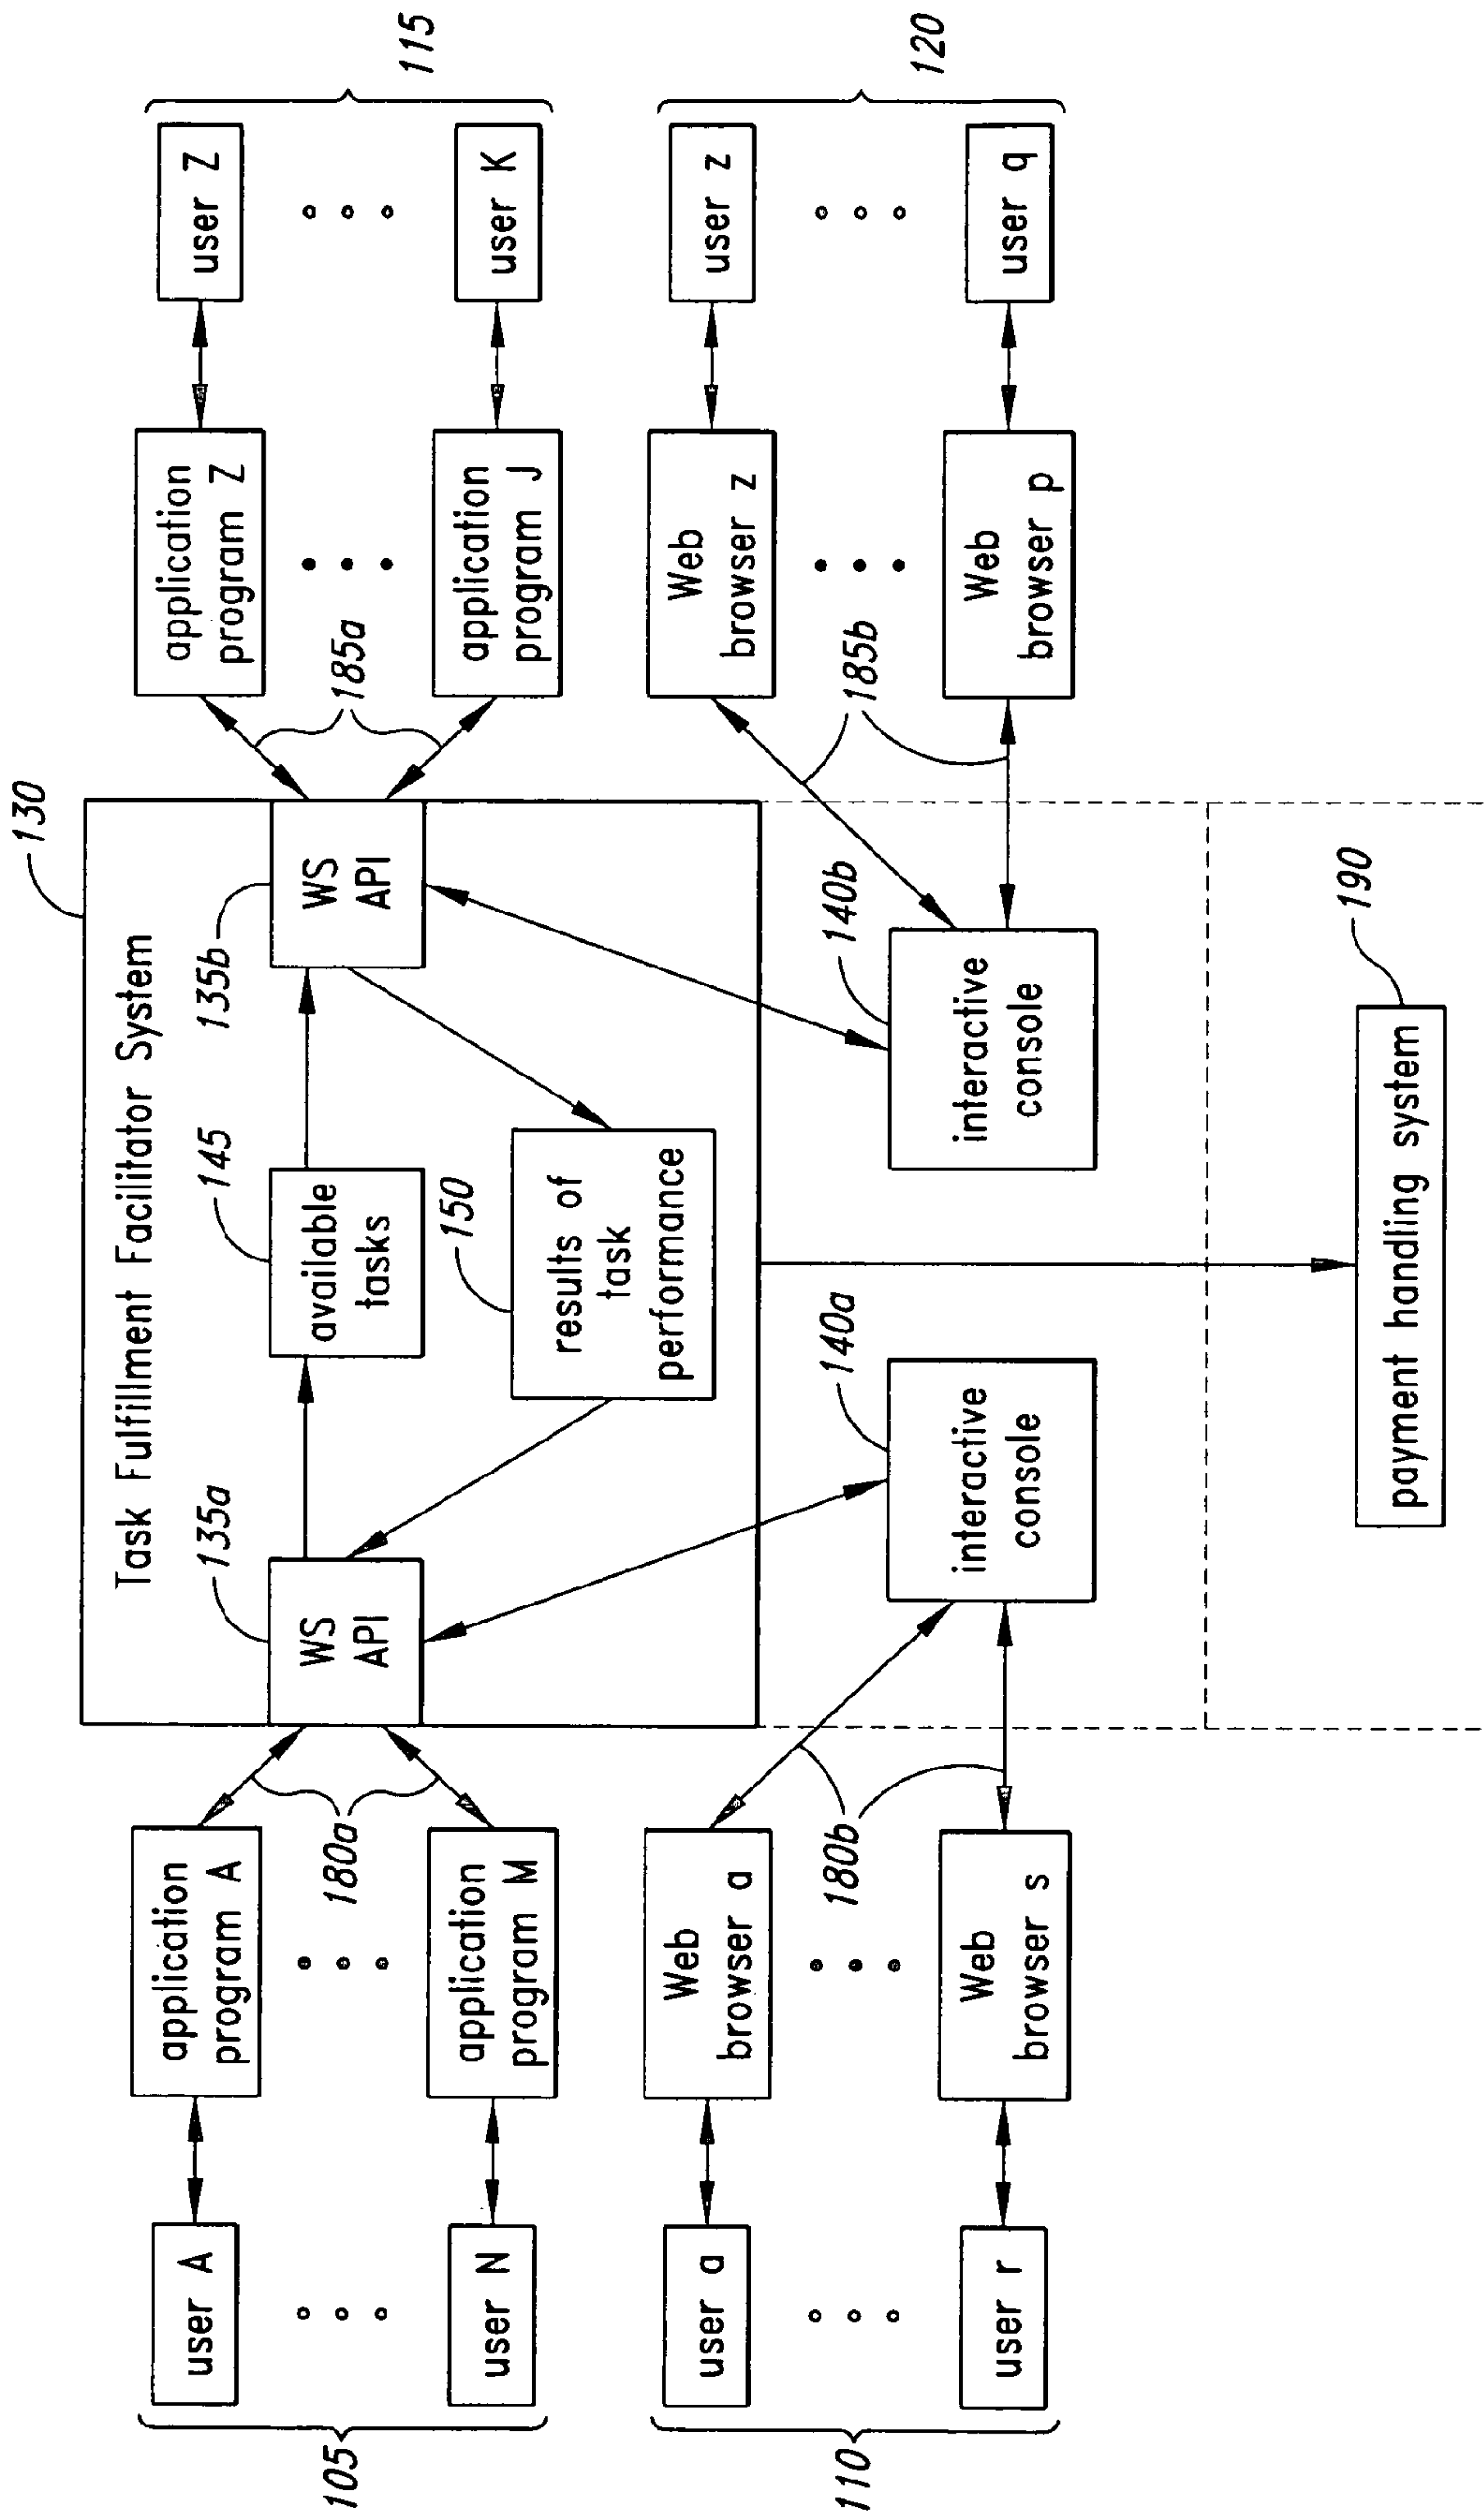 130
Task Fulfillment Facilitator System
115
user A
application
program A
180a
135a
WS
API
145
available
tasks
135b
WS
API
185a
application
program Z
user Z
105
user N
application
program M
150
results of
task
performance
application
program J
user K
120
user a
Web
browser a
180b
140a
interactive
console
140b
interactive
console
185b
Web
browser z
user z
110
user r
Web
browser s
Web
browser p
user q
190
payment handling system